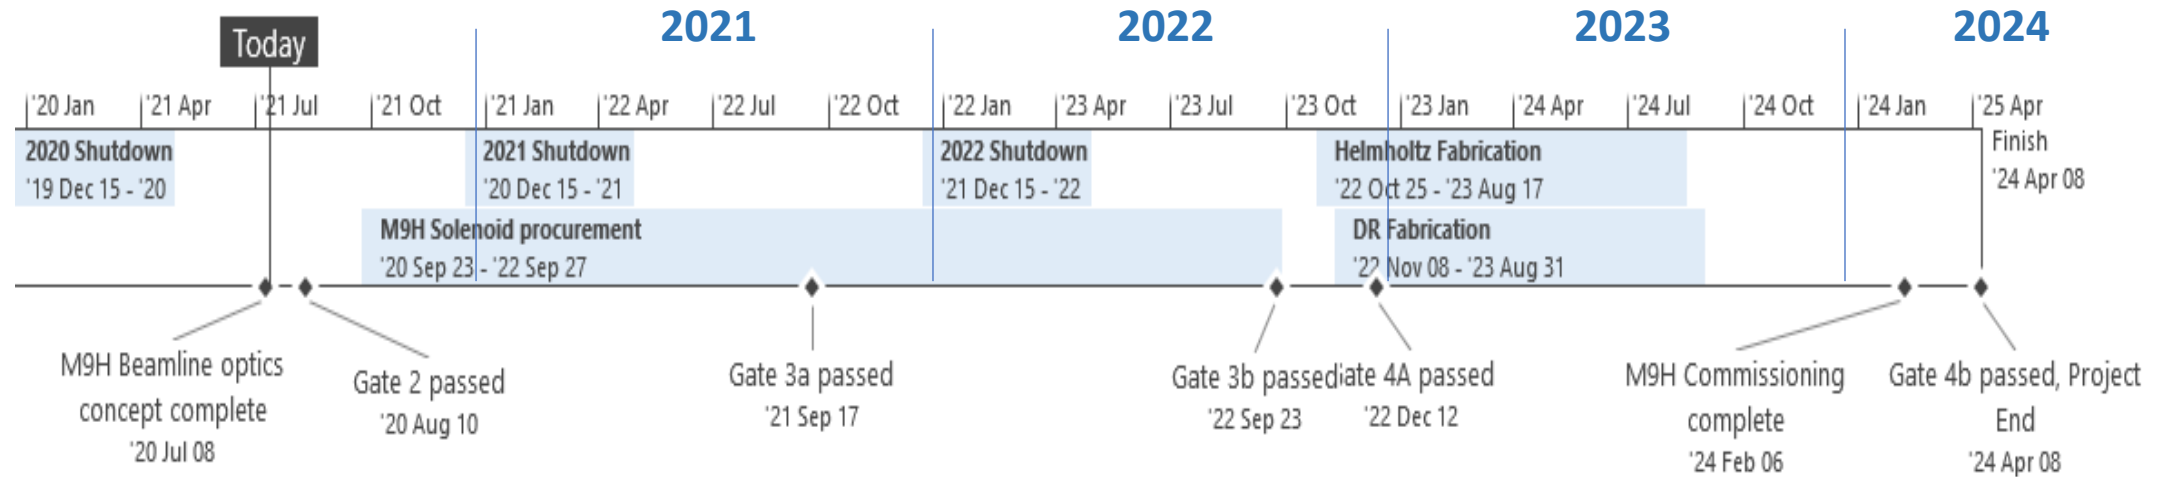 2021 2022 2023 2024
Today
'20 Jan '21 Apr '21 Jul '21 Oct '21 Jan '22 Apr '22 Jul '22 Oct '22 Jan '23 Apr '23 Jul '23 Oct '23 Jan '24 Apr '24 Jul '24 Oct '24 Jan '25 Apr
2020 Shutdown
'19 Dec 15 - '20
2021 Shutdown
'20 Dec 15 - '21
2022 Shutdown
'21 Dec 15 - '22
Helmholtz Fabrication
'22 Oct 25 - '23 Aug 17
Finish
'24 Apr 08
M9H Solenoid procurement
'20 Sep 23 - '22 Sep 27
DR Fabrication
'22 Nov 08 - '23 Aug 31
M9H Beamline optics
concept complete
'20 Jul 08
Gate 2 passed
'20 Aug 10
Gate 3a passed
'21 Sep 17
Gate 3b passed
'22 Sep 23
iate 4A passed
'22 Dec 12
M9H Commissioning
complete
'24 Feb 06
Gate 4b passed, Project
End
'24 Apr 08